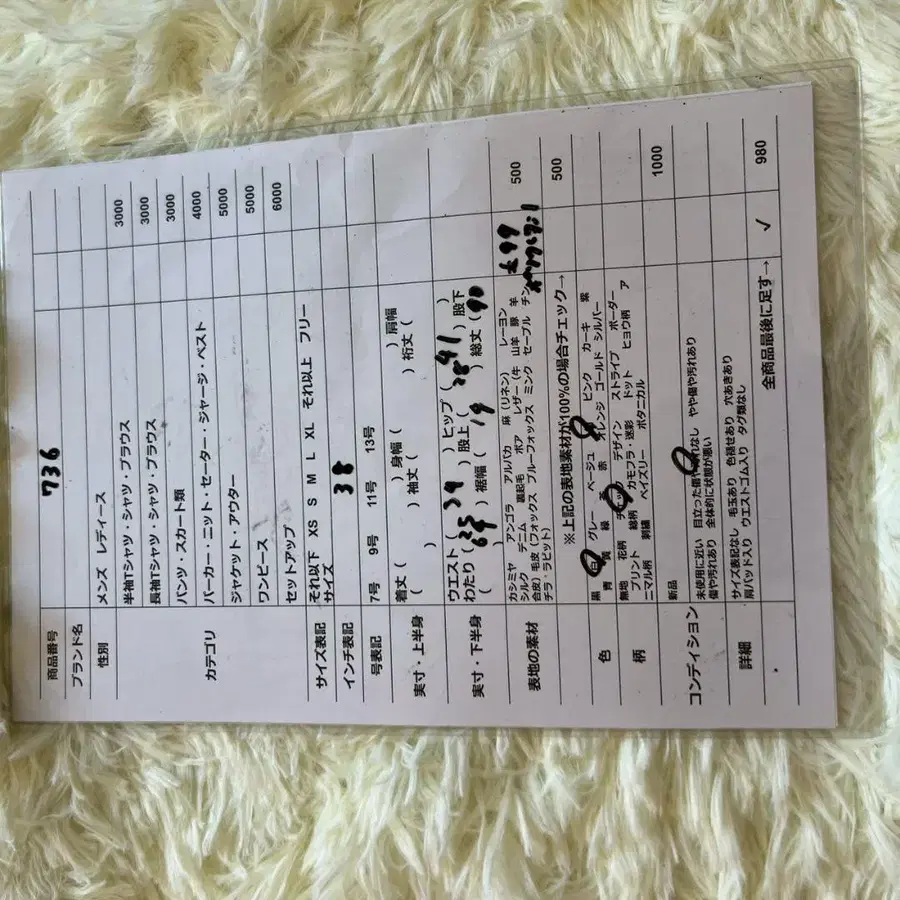 商品番号 736
ブランド名
性別 メンズ レディース
カテゴリ
半袖Tシャツ・シャツ・ブラウス 3000
長袖Tシャツ・シャツ・ブラウス 3000
パンツ・スカート類 3000
パーカー・ニット・セーター・ジャージ・ベスト 4000
ジャケット・アウター 5000
ワンピース 5000
セットアップ 6000
サイズ表記 それ以下 XS S M L XL それ以上 フリー
サイズ
インチ表記 38
号表記 7号 9号 11号 13号
実寸・上半身 着丈( )身幅( )肩幅
( )袖丈( )裄丈(
実寸・下半身 ウエスト( )ヒップ(41)
わたり( )股上(28)股下
( )裾幅(19)総丈(90
表地の素材
カシミヤ アンゴラ アルパカ 麻(リネン) レーヨン 500
シルク デニム 裏起毛 ボア レザー(牛 山羊 豚 羊
合皮)毛皮(フォックス ブルーフォックス ミンク セーブル チン
チラ ラビット)
※上記の表地素材が100%の場合チェック→ 500
色 黒 白 グレー ベージュ ピンク カーキ 紫
青 黄 緑 茶 赤 オレンジ ゴールド シルバー
柄 無地 花柄 デザイン ストライプ ボーダー
プリント 総柄 カモフラ 迷彩 ドット ヒョウ柄 ア
ニマル柄 刺繍 ペイズリー ボタニカル 1000
コンディション 新品
未使用に近い 目立った傷や汚れなし やや傷や汚れあり
傷や汚れあり 全体的に状態が悪い
詳細 サイズ表記なし 毛玉あり 色褪せあり 穴あきあり
肩パッド入り ウエストゴム入り タグ類なし
全商品最後に足す→ ✓ 980